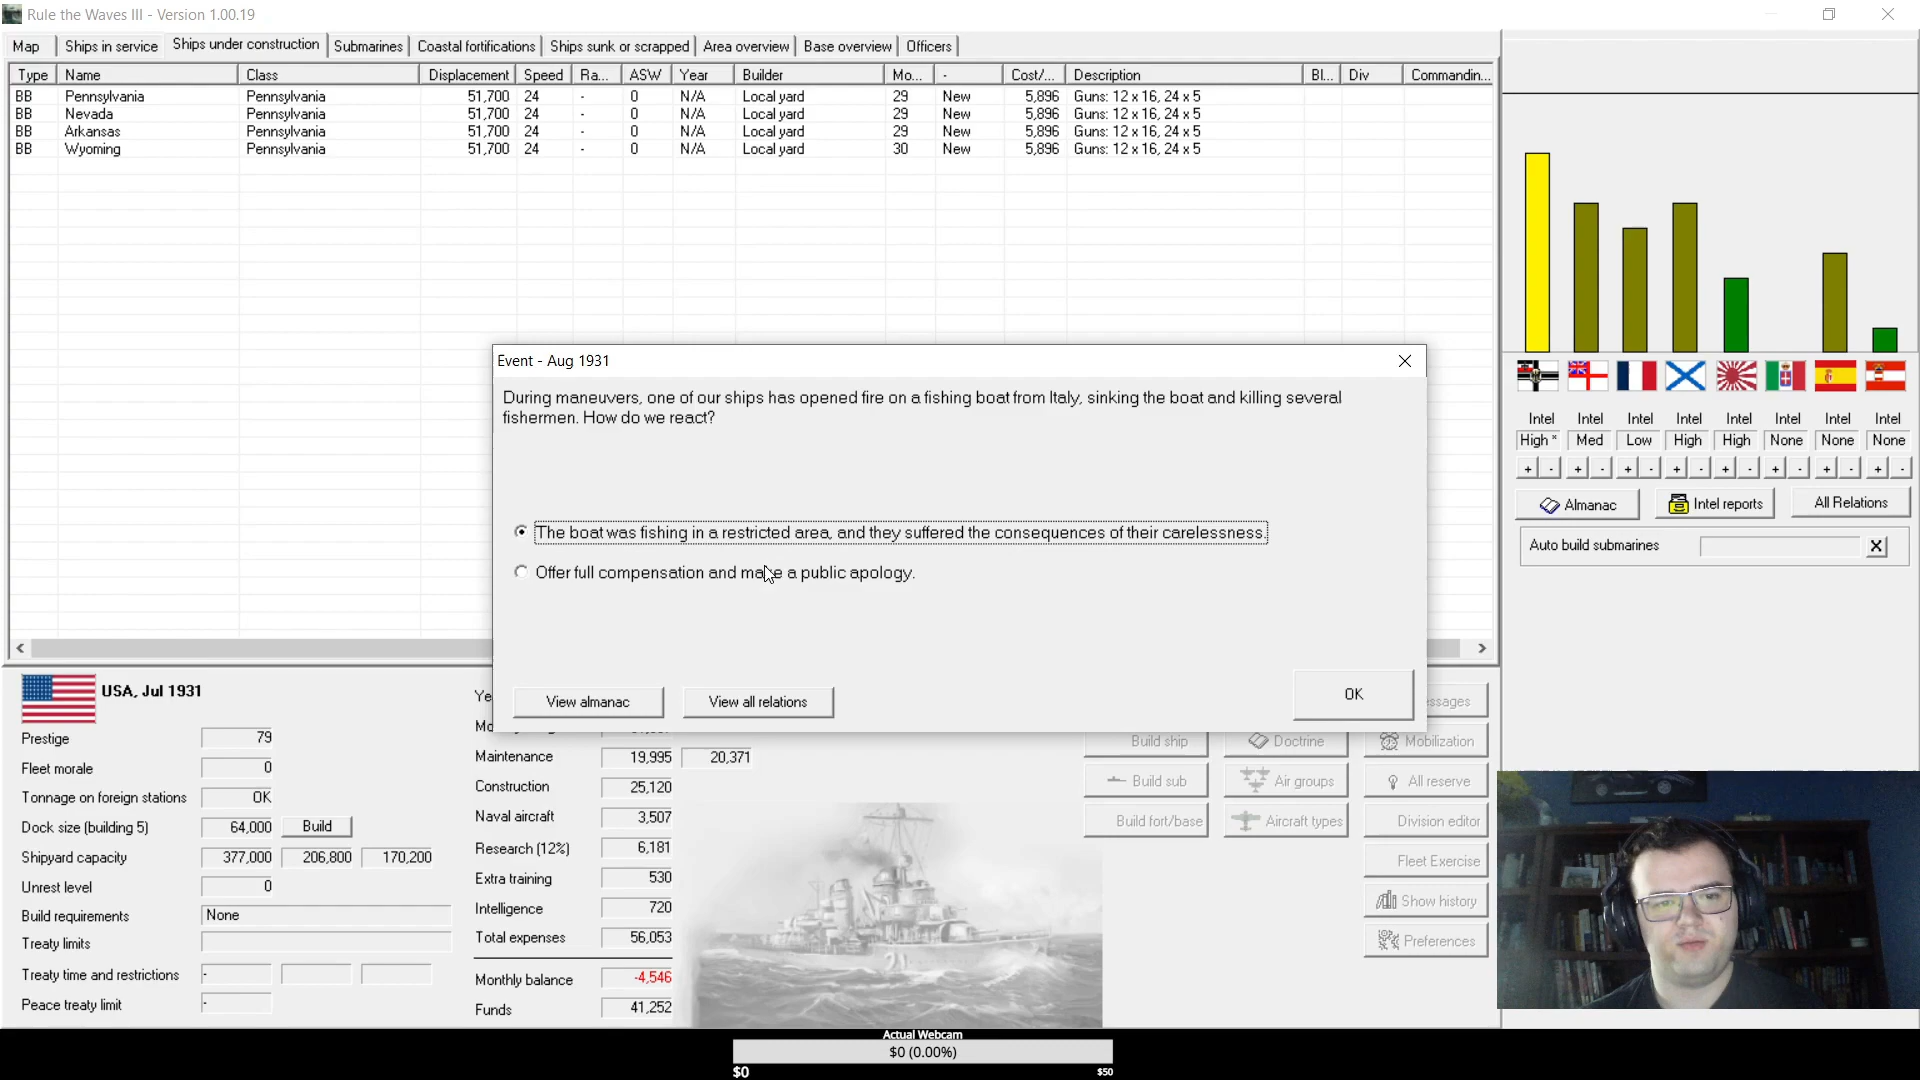 Rule the Waves III - Version 1.00.19
Map Ships in service Ships under construction Submarines Coastal fortifications Ships sunk or scrapped Area overview Base overview Officers
Type Name Class Displacement Speed Ra... ASW Year Builder Mo... - Cost/... Description Bl... Div Commandin...
BB Pennsylvania Pennsylvania 51,700 24 - 0 N/A Local yard 29 New 5,896 Guns: 12 x 16, 24 x 5
BB Nevada Pennsylvania 51,700 24 - 0 N/A Local yard 29 New 5,896 Guns: 12 x 16, 24 x 5
BB Arkansas Pennsylvania 51,700 24 - 0 N/A Local yard 29 New 5,896 Guns: 12 x 16, 24 x 5
BB Wyoming Pennsylvania 51,700 24 - 0 N/A Local yard 30 New 5,896 Guns: 12 x 16, 24 x 5
Event - Aug 1931
During maneuvers, one of our ships has opened fire on a fishing boat from Italy, sinking the boat and killing several
fishermen. How do we react?
The boat was fishing in a restricted area, and they suffered the consequences of their carelessness.
Offer full compensation and make a public apology.
View almanac View all relations OK
Intel Intel Intel Intel Intel Intel Intel Intel
High * Med Low High High None None None
+ - + - + - + - + - + - + - + -
Almanac Intel reports All Relations
Auto build submarines X
USA, Jul 1931
Prestige 79
Fleet morale 0
Tonnage on foreign stations OK
Dock size (building 5) 64,000 Build
Shipyard capacity 377,000 206,800 170,200
Unrest level 0
Build requirements None
Treaty limits
Treaty time and restrictions -
Peace treaty limit -
Maintenance 19,995 20,371
Construction 25,120
Naval aircraft 3,507
Research (12%) 6,181
Extra training 530
Intelligence 720
Total expenses 56,053
Monthly balance -4,546
Funds 41,252
Build ship Doctrine Mobilization
Build sub Air groups All reserve
Build fort/base Aircraft types Division editor
Fleet Exercise
Show history
Preferences
21
Actual Webcam
$0 (0.00%)
$0 $50